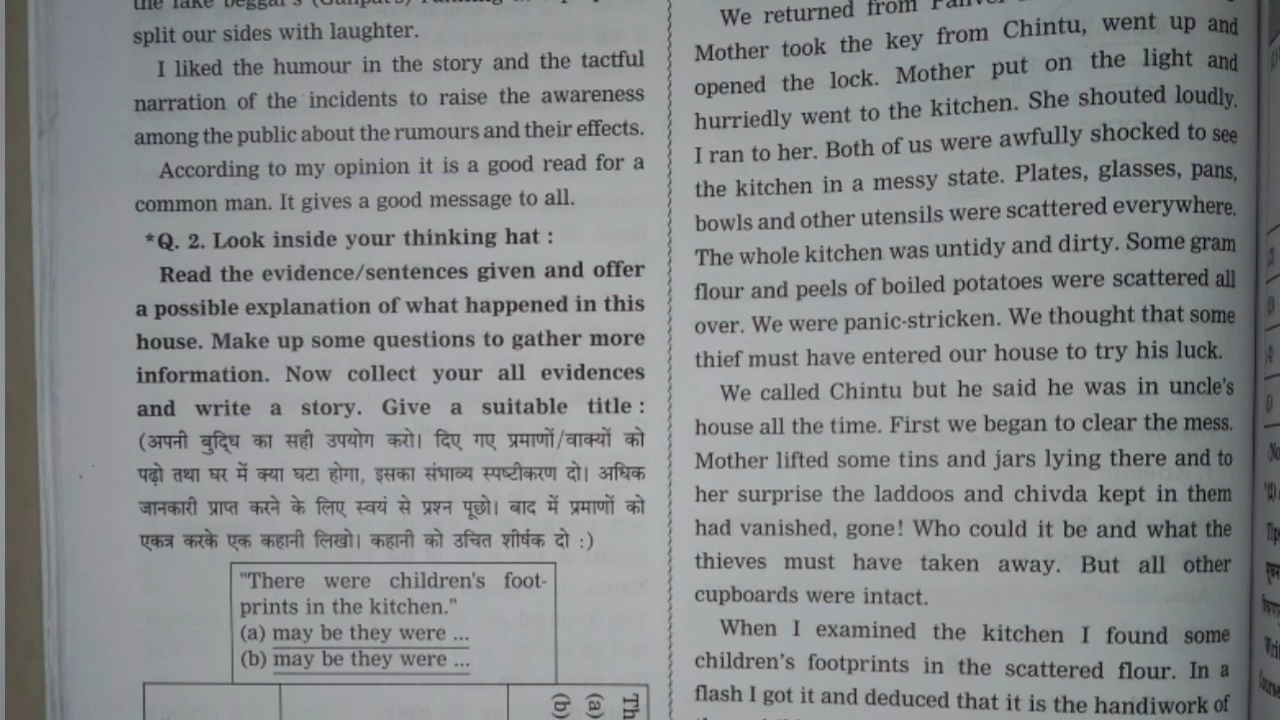 split our sides with laughter.
I liked the humour in the story and the tactful
narration of the incidents to raise the awareness
among the public about the rumours and their effects.
According to my opinion it is a good read for a
common man. It gives a good message to all.
*Q. 2. Look inside your thinking hat :
Read the evidence/sentences given and offer
a possible explanation of what happened in this
house. Make up some questions to gather more
information. Now collect your all evidences
and write a story. Give a suitable title :
(अपनी बुद्धि का सही उपयोग करो। दिए गए प्रमाणों/वाक्यों को
पढ़ो तथा घर में क्या घटा होगा, इसका संभाव्य स्पष्टीकरण दो। अधिक
जानकारी प्राप्त करने के लिए स्वयं से प्रश्न पूछो। बाद में प्रमाणों को
एकत्र करके एक कहानी लिखो। कहानी को उचित शीर्षक दो :)
"There were children's foot-
prints in the kitchen."
(a) may be they were ...
(b) may be they were ...
Th
(a)
(b)
We returned from
Mother took the key from Chintu, went up and
opened the lock. Mother put on the light and
hurriedly went to the kitchen. She shouted loudly.
I ran to her. Both of us were awfully shocked to see
the kitchen in a messy state. Plates, glasses, pans,
bowls and other utensils were scattered everywhere.
The whole kitchen was untidy and dirty. Some gram
flour and peels of boiled potatoes were scattered all
over. We were panic-stricken. We thought that some
thief must have entered our house to try his luck.
We called Chintu but he said he was in uncle's
house all the time. First we began to clear the mess.
Mother lifted some tins and jars lying there and to
her surprise the laddoos and chivda kept in them
had vanished, gone! Who could it be and what the
thieves must have taken away. But all other
cupboards were intact.
When I examined the kitchen I found some
children's footprints in the scattered flour. In a
flash I got it and deduced that it is the handiwork of